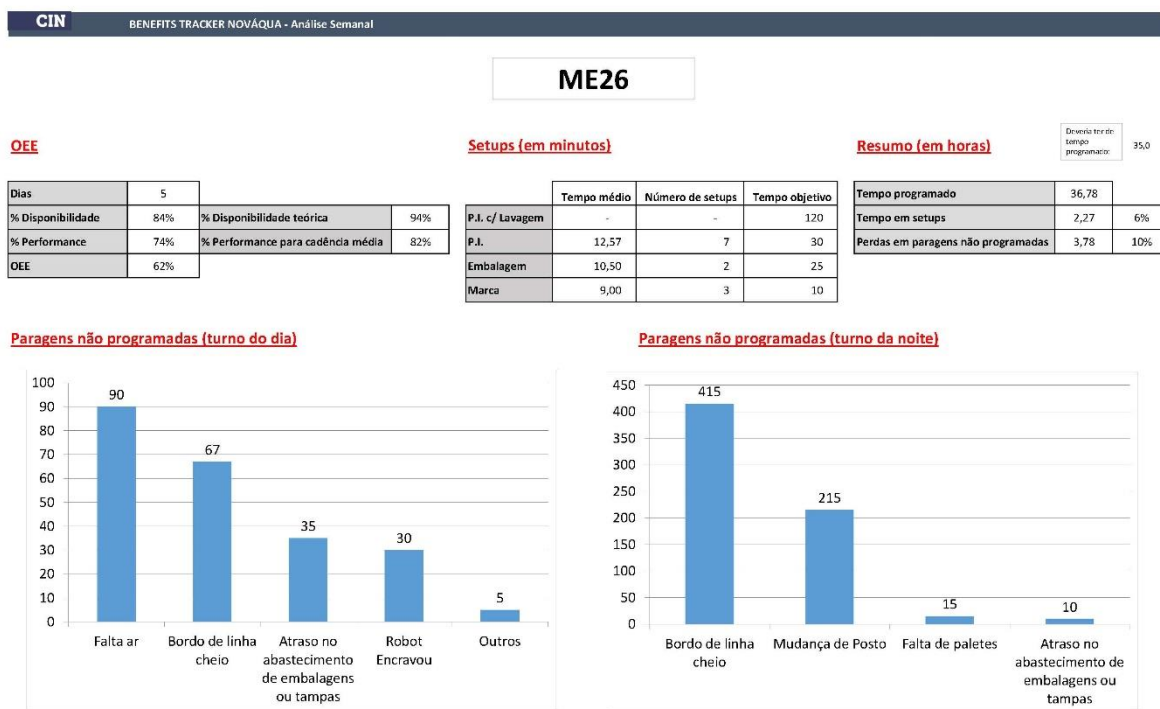 CIN BENEFITS TRACKER NOVÁQUA - Análise Semanal
ME26
OEE
Dias 5
% Disponibilidade 84% % Disponibilidade teórica 94%
% Performance 74% % Performance para cadência média 82%
OEE 62%
Setups (em minutos)
Tempo médio Número de setups Tempo objetivo
P.I. c/ Lavagem - - 120
P.I. 12,57 7 30
Embalagem 10,50 2 25
Marca 9,00 3 10
Resumo (em horas)
Deveria ter de
tempo
programado:
35,0
Tempo programado 36,78
Tempo em setups 2,27 6%
Perdas em paragens não programadas 3,78 10%
Paragens não programadas (turno do dia)
100
90
80
70
60
50
40
30
20
10
0
90
67
35
30
5
Falta ar
Bordo de linha
cheio
Atraso no
abastecimento
de embalagens
ou tampas
Robot
Encravou
Outros
Paragens não programadas (turno da noite)
450
400
350
300
250
200
150
100
50
0
415
215
15
10
Bordo de linha
cheio
Mudança de Posto
Falta de paletes
Atraso no
abastecimento de
embalagens ou
tampas